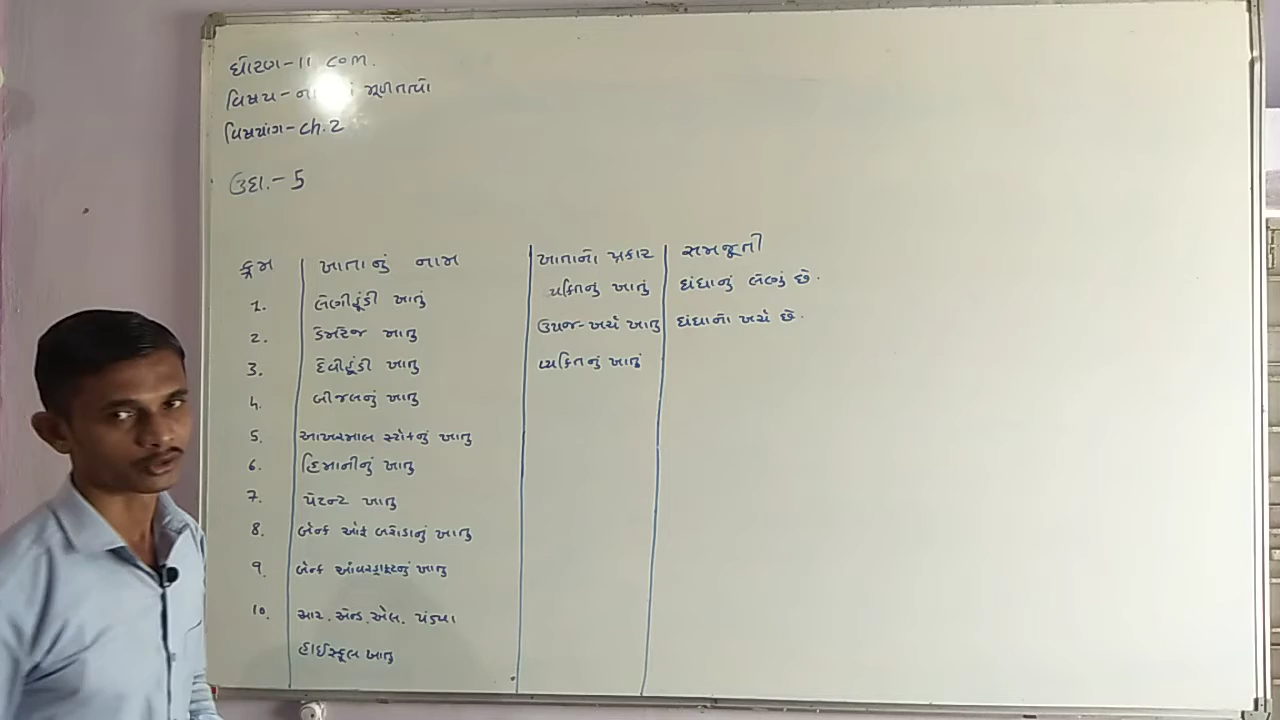 ધોરણ-11 COM.
વિષય- મૂળતત્વો
વિષયાંગ-Ch.2
ઉદા.-5
ક્રમ ખાતાનું નામ ખાતાનો પ્રકાર સમજૂતી
1. લેણીહૂંડી ખાતું વ્યક્તિનું ખાતું ધંધાનું લેણું છે.
2. ડેમરેજ ખાતુ ઉપજ-ખર્ચ ખાતુ ધંધાનો ખર્ચ છે.
3. દેવીહૂંડી ખાતુ વ્યક્તિનું ખાતું
4. બીજલનું ખાતુ
5. આખરમાલ સ્ટોકનું ખાતુ
6. હિમાનીનું ખાતુ
7. પેટન્ટ ખાતુ
8. બેન્ક ઓફ બરોડાનું ખાતુ
9. બેન્ક ઓવરડ્રાફ્ટનું ખાતુ
10. આર. એન્ડ. એલ. પંડ્યા
હાઈસ્કૂલ ખાતુ